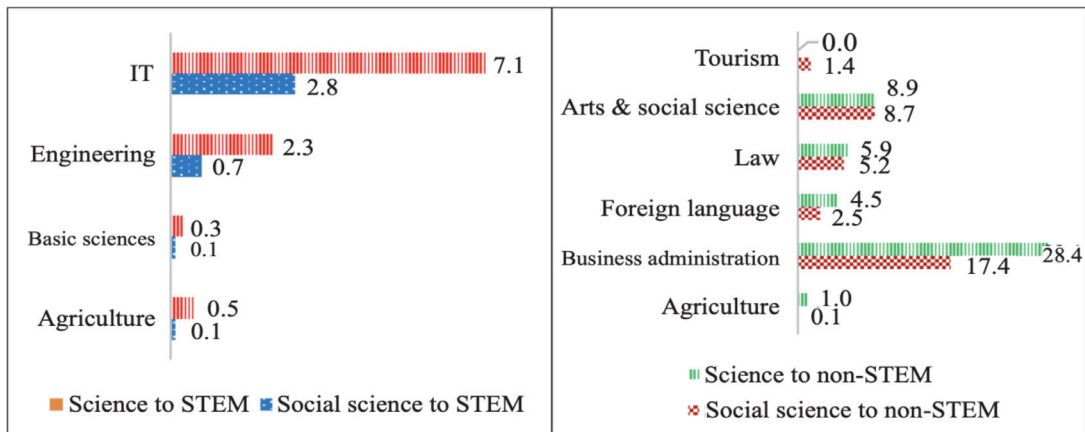 IT
7.1
2.8
Engineering
2.3
0.7
Basic sciences
0.3
0.1
Agriculture
0.5
0.1
Science to STEM
Social science to STEM
Tourism
0.0
1.4
Arts & social science
8.9
8.7
Law
5.9
5.2
Foreign language
4.5
2.5
Business administration
28.4
17.4
Agriculture
1.0
0.1
Science to non-STEM
Social science to non-STEM